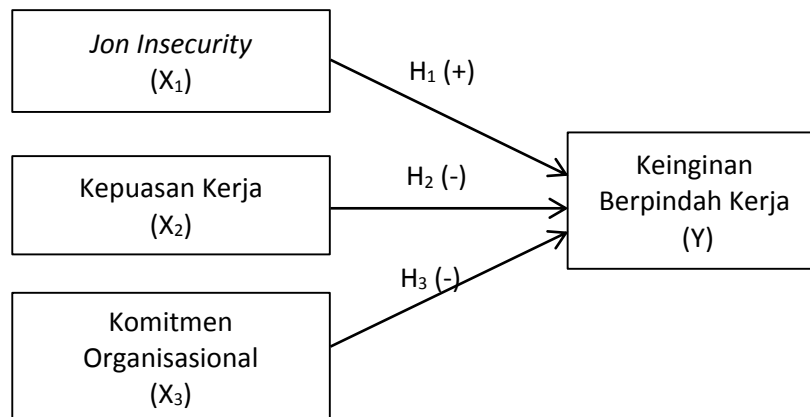 Jon Insecurity
(X₁)
H₁ (+)
Kepuasan Kerja
(X₂)
H₂ (-)
Keinginan
Berpindah Kerja
(Y)
H₃ (-)
Komitmen
Organisasional
(X₃)